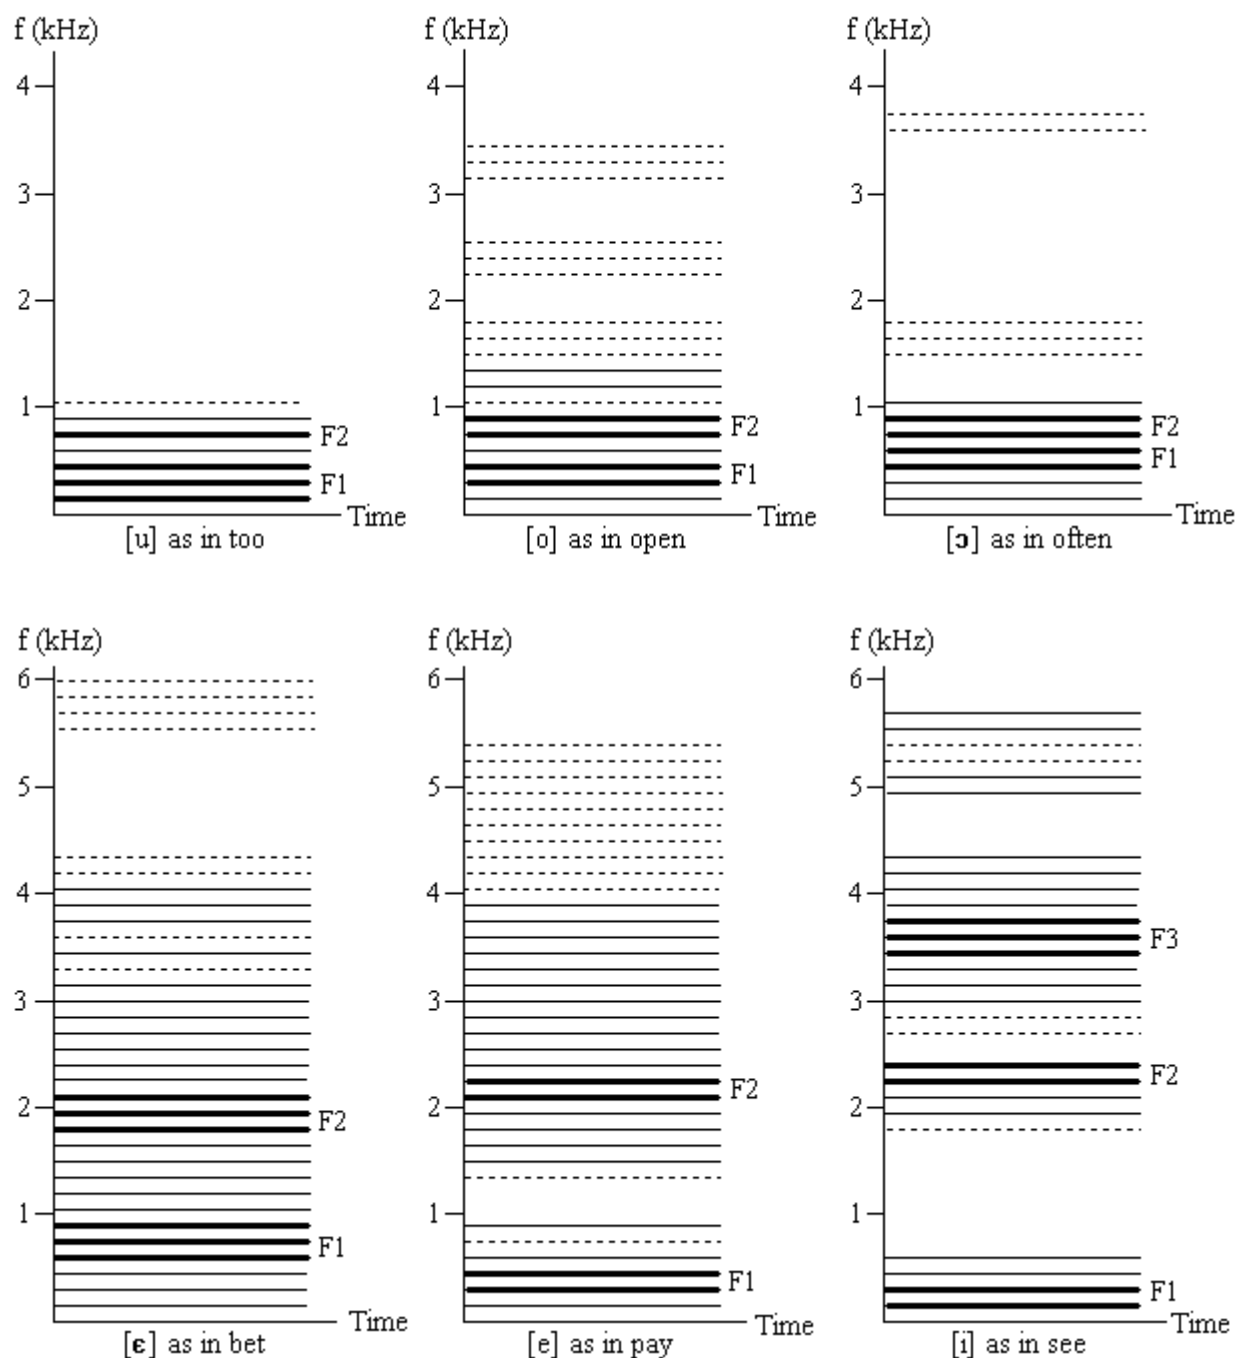 f (kHz)
4
3
2
1
F2
F1
Time
[u] as in too
f (kHz)
4
3
2
1
F2
F1
Time
[o] as in open
f (kHz)
4
3
2
1
F2
F1
Time
[ɔ] as in often
f (kHz)
6
5
4
3
2
1
F2
F1
Time
[ɛ] as in bet
f (kHz)
6
5
4
3
2
1
F2
F1
Time
[e] as in pay
f (kHz)
6
5
4
3
2
1
F3
F2
F1
Time
[i] as in see